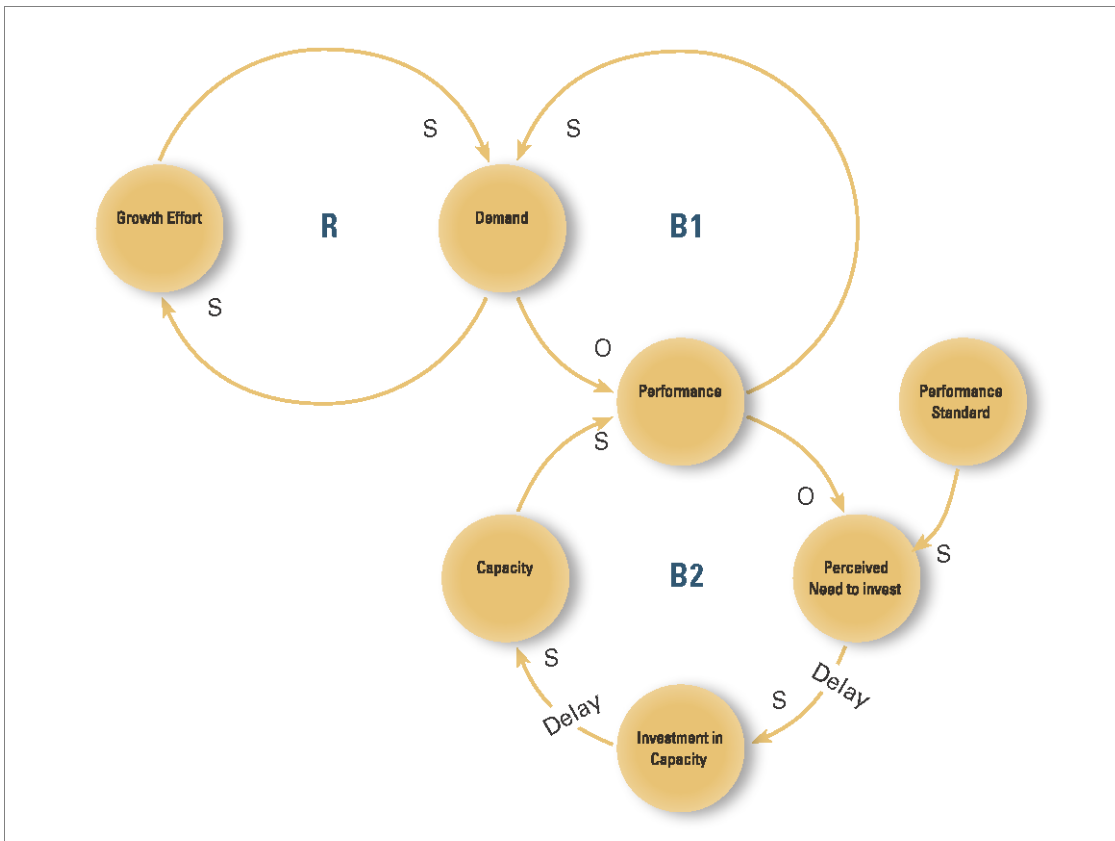 S
S
Growth Effort
R
Demand
B1
S
O
Performance
Performance
Standard
S
O
Capacity
B2
Perceived
Need to invest
S
S
Delay
S
Delay
Investment in
Capacity